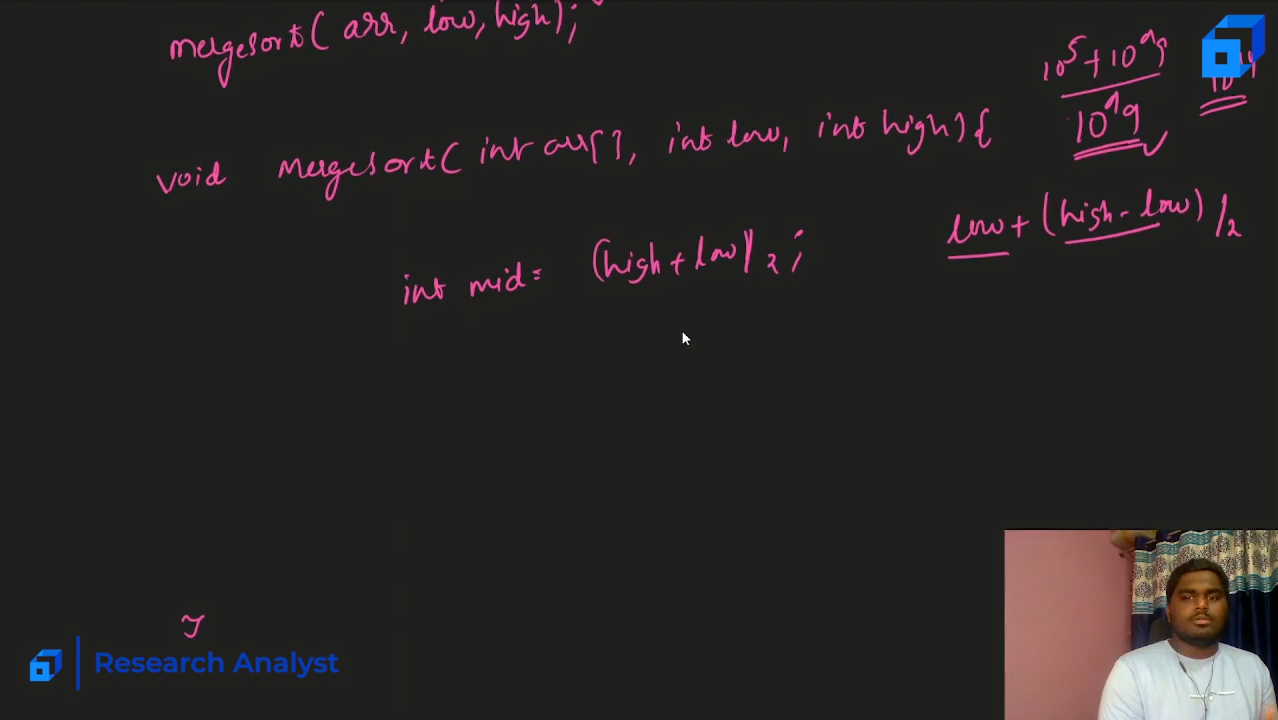 mergesort( arr, low, high);
10^5 + 10^9
10^9
void mergesort( int arr[], int low, int high) {
low + (high - low) / 2
int mid = (high + low) / 2 ;
Research Analyst